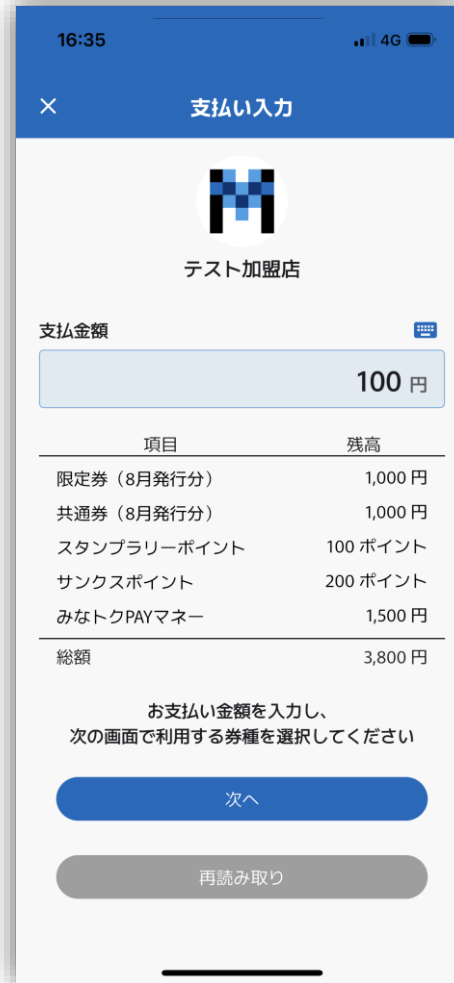 16:35 4G
× 支払い入力
テスト加盟店
支払金額
100 円
項目 残高
限定券（8月発行分） 1,000 円
共通券（8月発行分） 1,000 円
スタンプラリーポイント 100 ポイント
サンクスポイント 200 ポイント
みなトクPAYマネー 1,500 円
総額 3,800 円
お支払い金額を入力し、
次の画面で利用する券種を選択してください
次へ
再読み取り